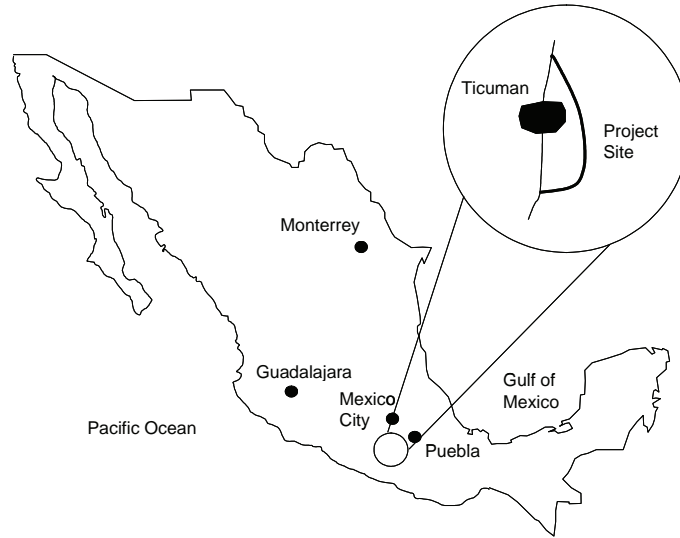 Ticuman
Project
Site
Monterrey
Guadalajara
Mexico
City
Gulf of
Mexico
Pacific Ocean
Puebla